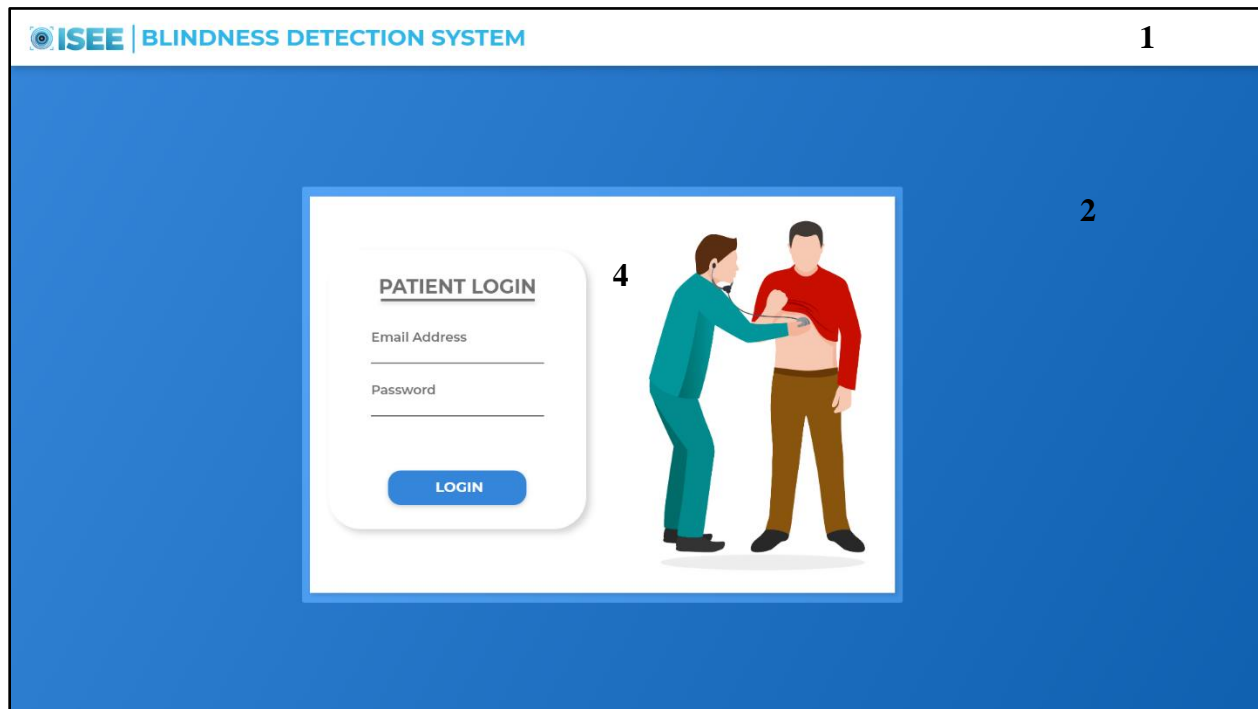 ISEE | BLINDNESS DETECTION SYSTEM 1
2
4
PATIENT LOGIN
Email Address
Password
LOGIN